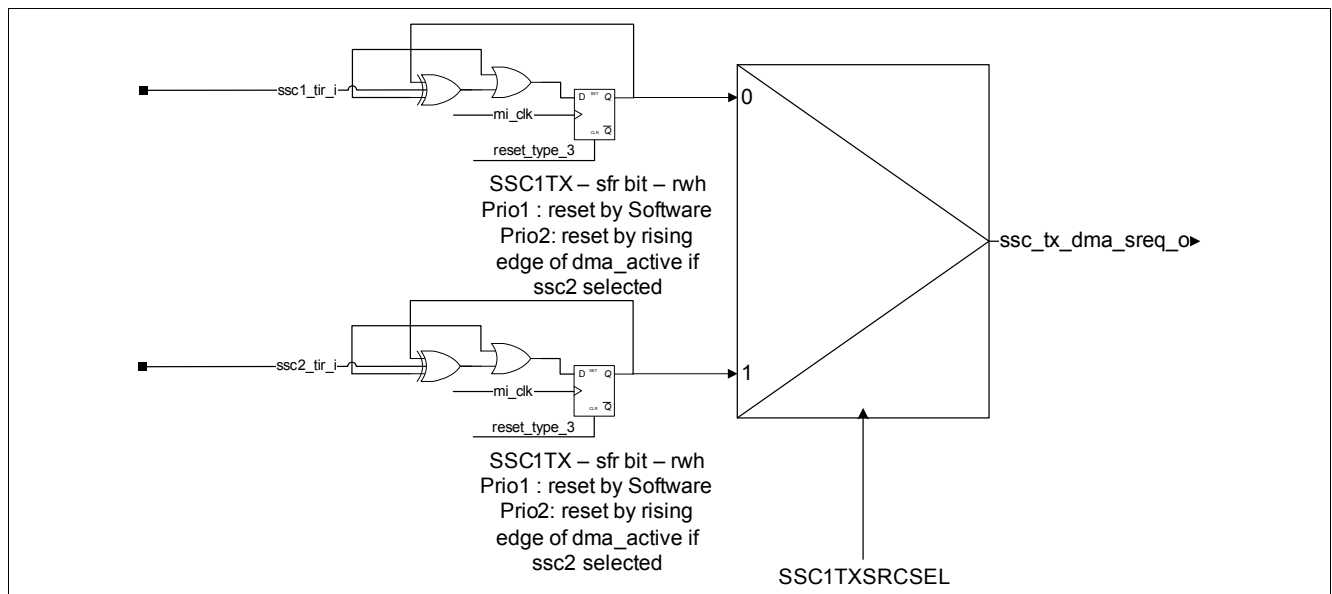 ssc1_tir_i
mi_clk
D SET Q
CLR Q
reset_type_3
0
SSC1TX – sfr bit – rwh
Prio1 : reset by Software
Prio2: reset by rising
edge of dma_active if
ssc2 selected
ssc_tx_dma_sreq_o
ssc2_tir_i
mi_clk
D SET Q
CLR Q
reset_type_3
1
SSC1TX – sfr bit – rwh
Prio1 : reset by Software
Prio2: reset by rising
edge of dma_active if
ssc2 selected
SSC1TXSRCSEL